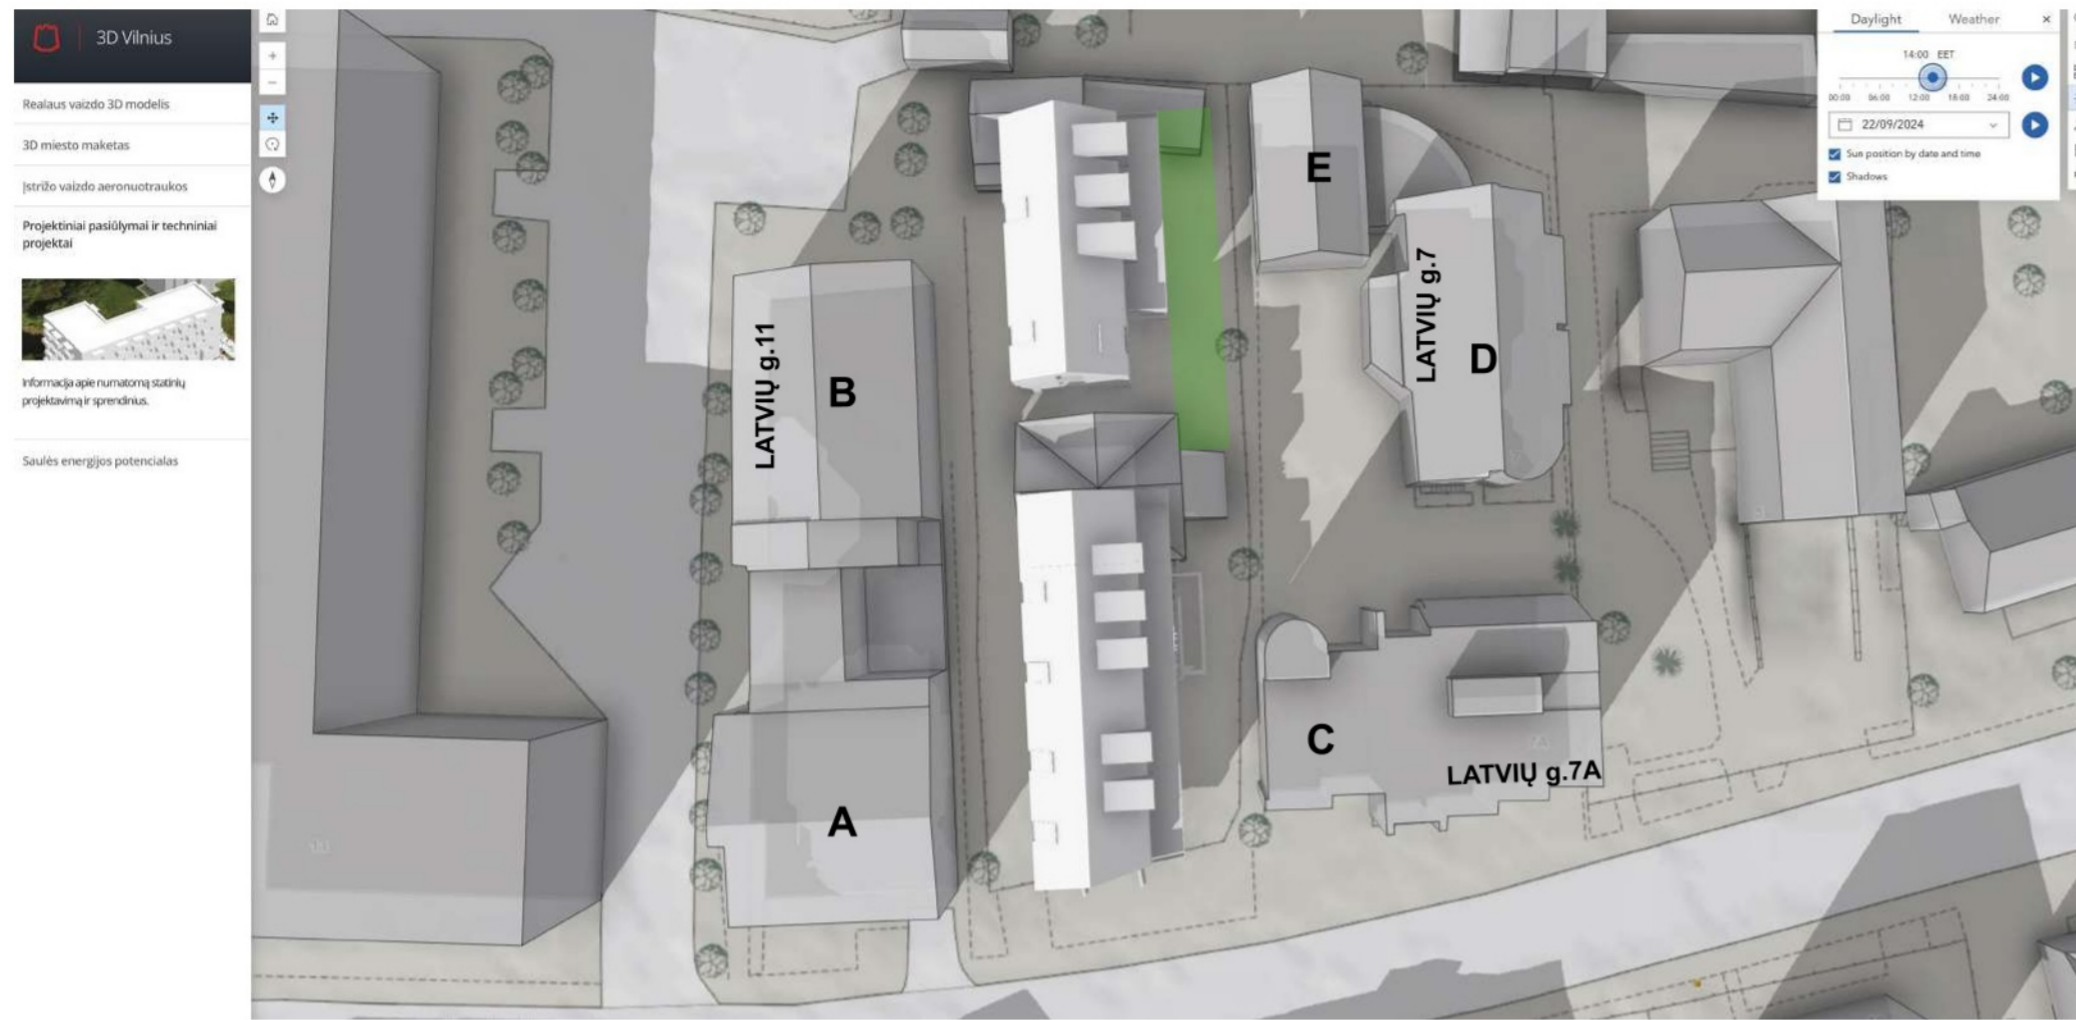 3D Vilnius
Realaus vaizdo 3D modelis
3D miesto maketas
Įstrižo vaizdo aeronuotraukos
Projektiniai pasiūlymai ir techniniai
projektai
Informacija apie numatomą statinių
projektavimą ir sprendinius.
Saulės energijos potencialas
Daylight Weather ×
14:00 EET
00:00 06:00 12:00 18:00 24:00
22/09/2024
Sun position by date and time
Shadows
E
LATVIŲ g.7
D
LATVIŲ g.11
B
C
LATVIŲ g.7A
A